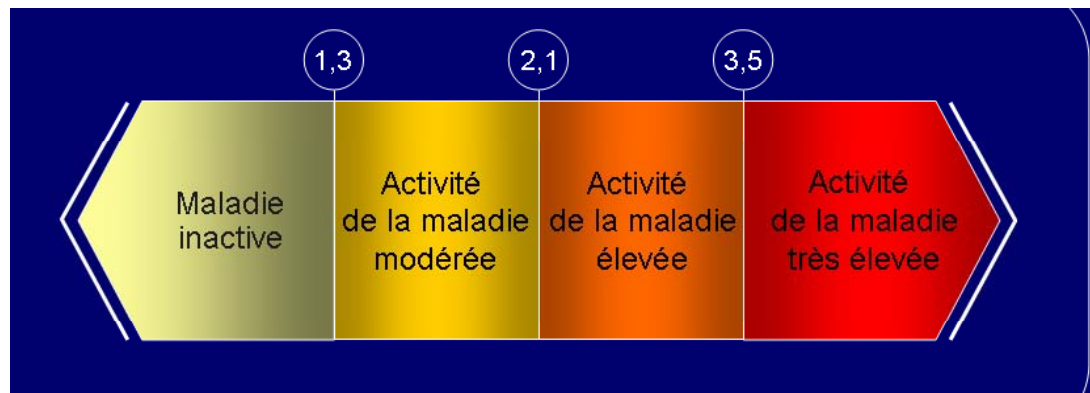 1,3
2,1
3,5
Maladie
inactive
Activité
de la maladie
modérée
Activité
de la maladie
élevée
Activité
de la maladie
très élevée